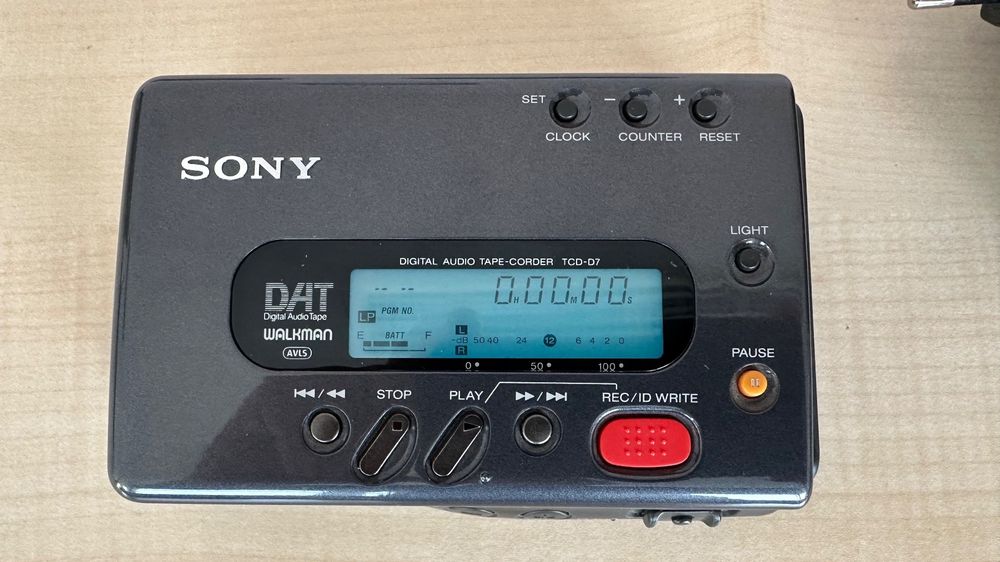 SET − +
CLOCK COUNTER RESET
SONY
LIGHT
DIGITAL AUDIO TAPE-CORDER TCD-D7
DAT
Digital Audio Tape
WALKMAN
AVLS
-- -- 0H00M00S
LP PGM NO.
E BATT F
L
-dB 50 40 24 12 6 4 2 0
R
0 50 100
PAUSE
⏮/◀◀ STOP PLAY ▶▶/⏭ REC/ID WRITE